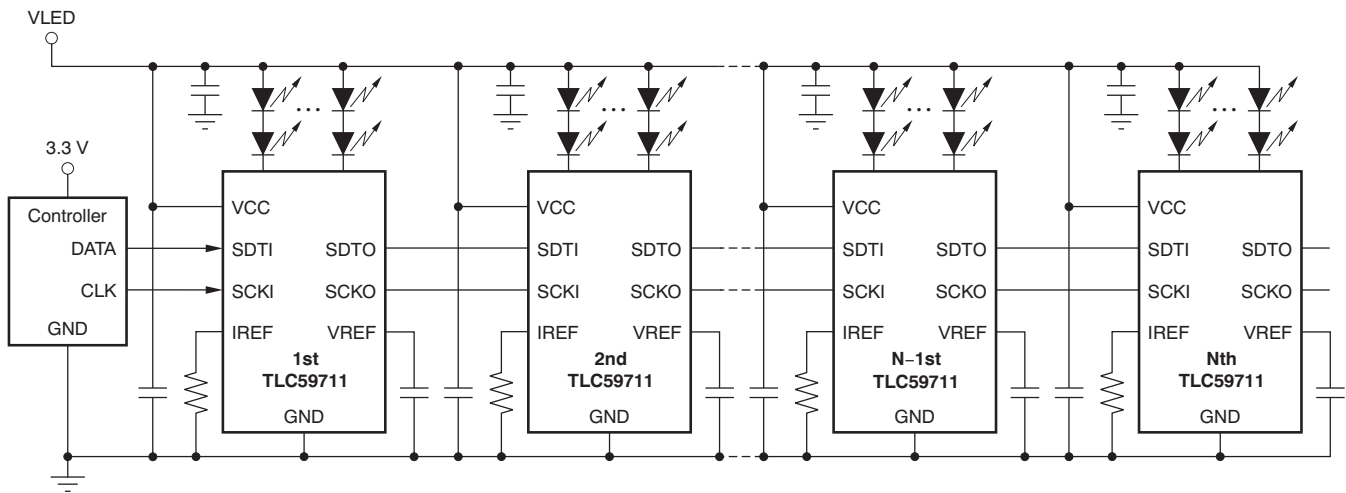 VLED
3.3 V
Controller
DATA
CLK
GND
VCC
SDTI
SDTO
SCKI
SCKO
IREF
VREF
1st
TLC59711
GND
VCC
SDTI
SDTO
SCKI
SCKO
IREF
VREF
2nd
TLC59711
GND
VCC
SDTI
SDTO
SCKI
SCKO
IREF
VREF
N–1st
TLC59711
GND
VCC
SDTI
SDTO
SCKI
SCKO
IREF
VREF
Nth
TLC59711
GND
...
...
...
...